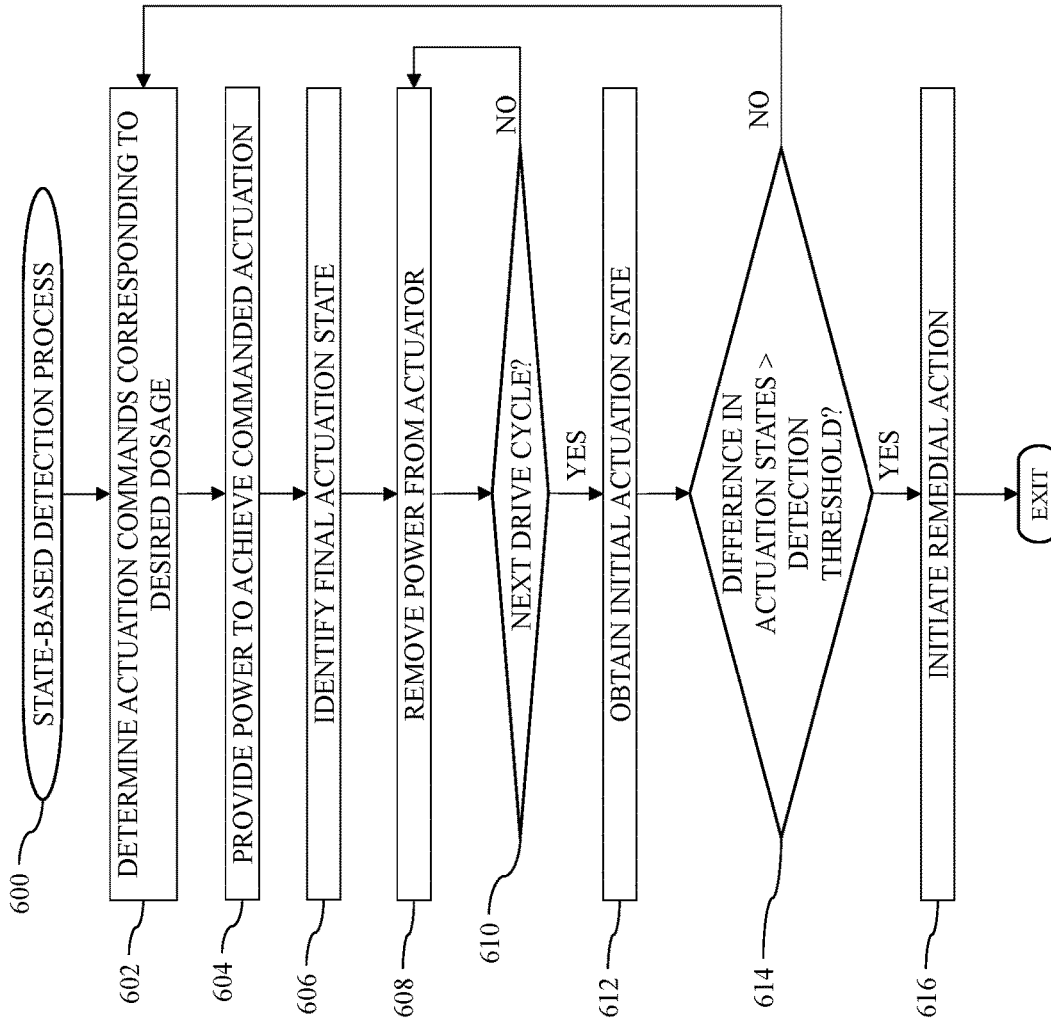 600
STATE-BASED DETECTION PROCESS
602
DETERMINE ACTUATION COMMANDS CORRESPONDING TO
DESIRED DOSAGE
604
PROVIDE POWER TO ACHIEVE COMMANDED ACTUATION
606
IDENTIFY FINAL ACTUATION STATE
608
REMOVE POWER FROM ACTUATOR
610
NEXT DRIVE CYCLE?
NO
YES
612
OBTAIN INITIAL ACTUATION STATE
614
DIFFERENCE IN
ACTUATION STATES >
DETECTION
THRESHOLD?
NO
YES
616
INITIATE REMEDIAL ACTION
EXIT